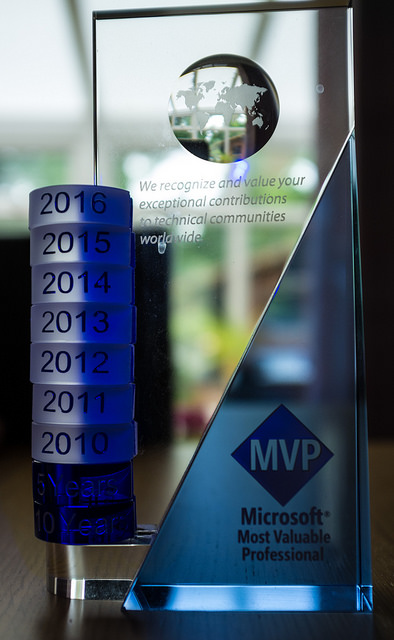 We recognize and value your
exceptional contributions
to technical communities
worldwide.
2016
2015
2014
2013
2012
2011
2010
5 Years
10 Years
MVP
Microsoft®
Most Valuable
Professional